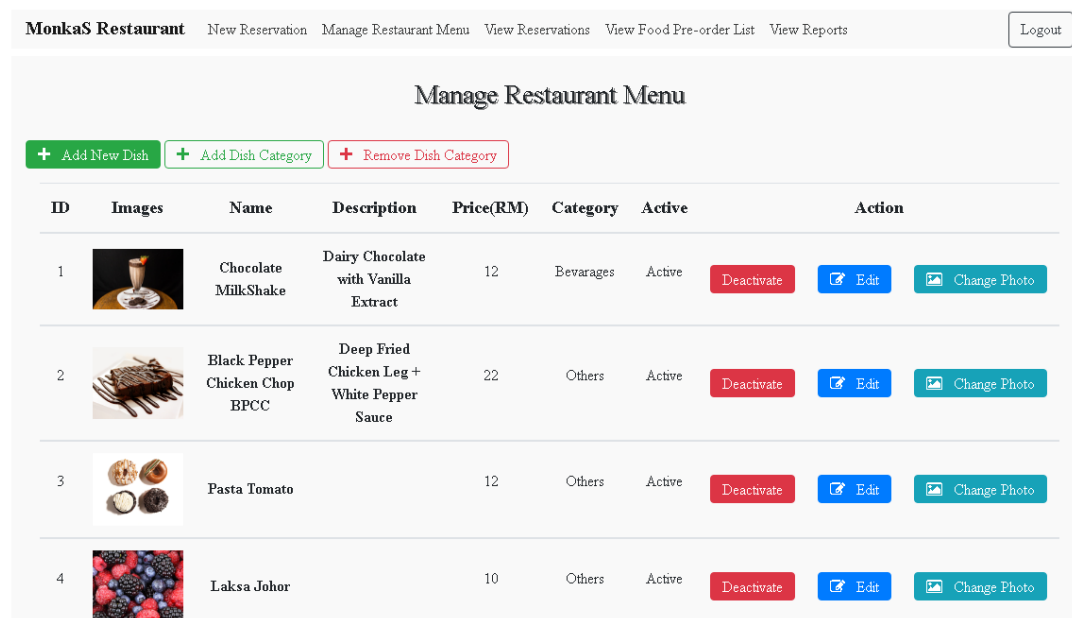 MonkaS Restaurant New Reservation Manage Restaurant Menu View Reservations View Food Pre-order List View Reports Logout
Manage Restaurant Menu
Add New Dish Add Dish Category Remove Dish Category
ID Images Name Description Price(RM) Category Active Action
1 Chocolate MilkShake Dairy Chocolate with Vanilla Extract 12 Bevarages Active Deactivate Edit Change Photo
2 Black Pepper Chicken Chop BPCC Deep Fried Chicken Leg + White Pepper Sauce 22 Others Active Deactivate Edit Change Photo
3 Pasta Tomato 12 Others Active Deactivate Edit Change Photo
4 Laksa Johor 10 Others Active Deactivate Edit Change Photo